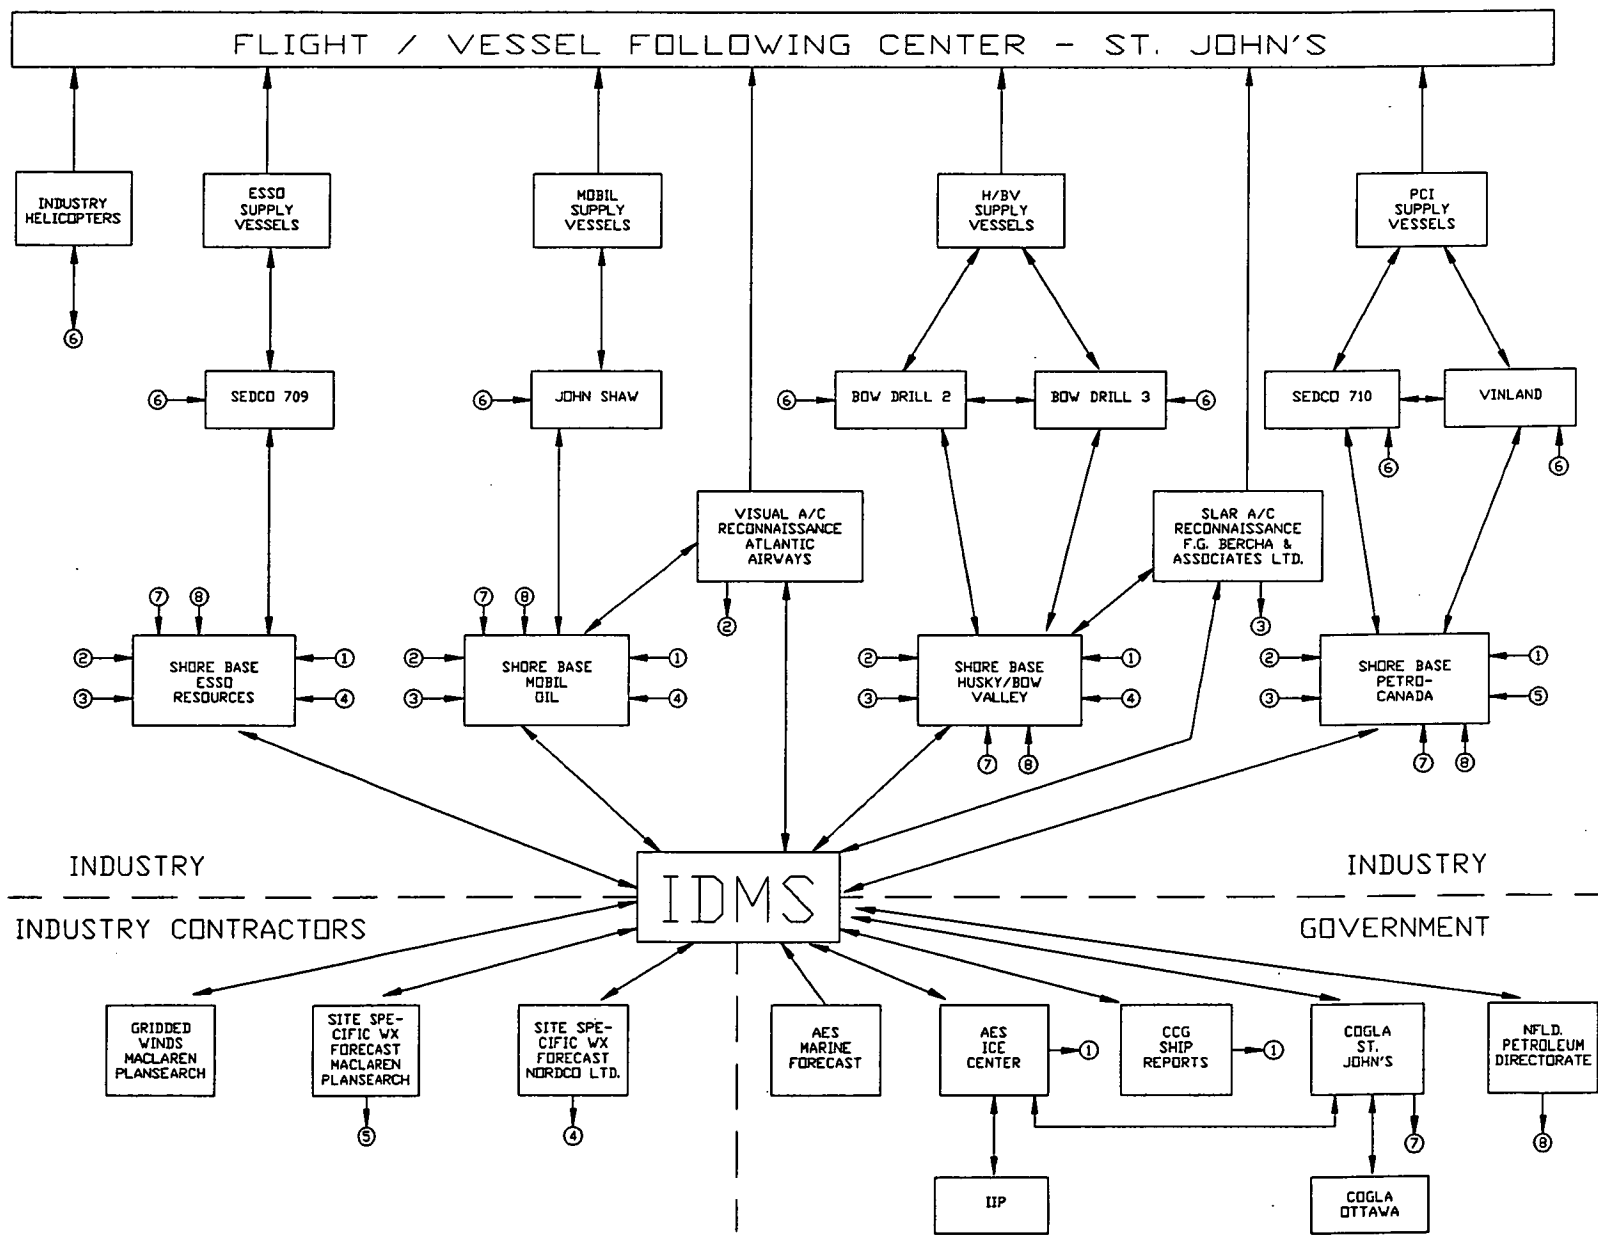 FLIGHT / VESSEL FOLLOWING CENTER - ST. JOHN'S
INDUSTRY
HELICOPTERS
ESSO
SUPPLY
VESSELS
MOBIL
SUPPLY
VESSELS
H/BV
SUPPLY
VESSELS
PCI
SUPPLY
VESSELS
6
6
SEDCO 709
6
JOHN SHAW
6
BOW DRILL 2
BOW DRILL 3
6
SEDCO 710
VINLAND
6
6
VISUAL A/C
RECONNAISSANCE
ATLANTIC
AIRWAYS
2
SLAR A/C
RECONNAISSANCE
F.G. BERCHA &
ASSOCIATES LTD.
3
7
8
2
3
SHORE BASE
ESSO
RESOURCES
1
4
7
8
2
3
SHORE BASE
MOBIL
OIL
1
4
2
3
SHORE BASE
HUSKY/BOW
VALLEY
1
4
7
8
2
3
SHORE BASE
PETRO-
CANADA
1
5
7
8
INDUSTRY
INDUSTRY
IDMS
INDUSTRY CONTRACTORS
GOVERNMENT
GRIDDED
WINDS
MACLAREN
PLANSEARCH
SITE SPE-
CIFIC WX
FORECAST
MACLAREN
PLANSEARCH
5
SITE SPE-
CIFIC WX
FORECAST
NORDCO LTD.
4
AES
MARINE
FORECAST
AES
ICE
CENTER
1
CCG
SHIP
REPORTS
1
COGLA
ST.
JOHN'S
7
NFLD.
PETROLEUM
DIRECTORATE
8
IIP
COGLA
OTTAWA